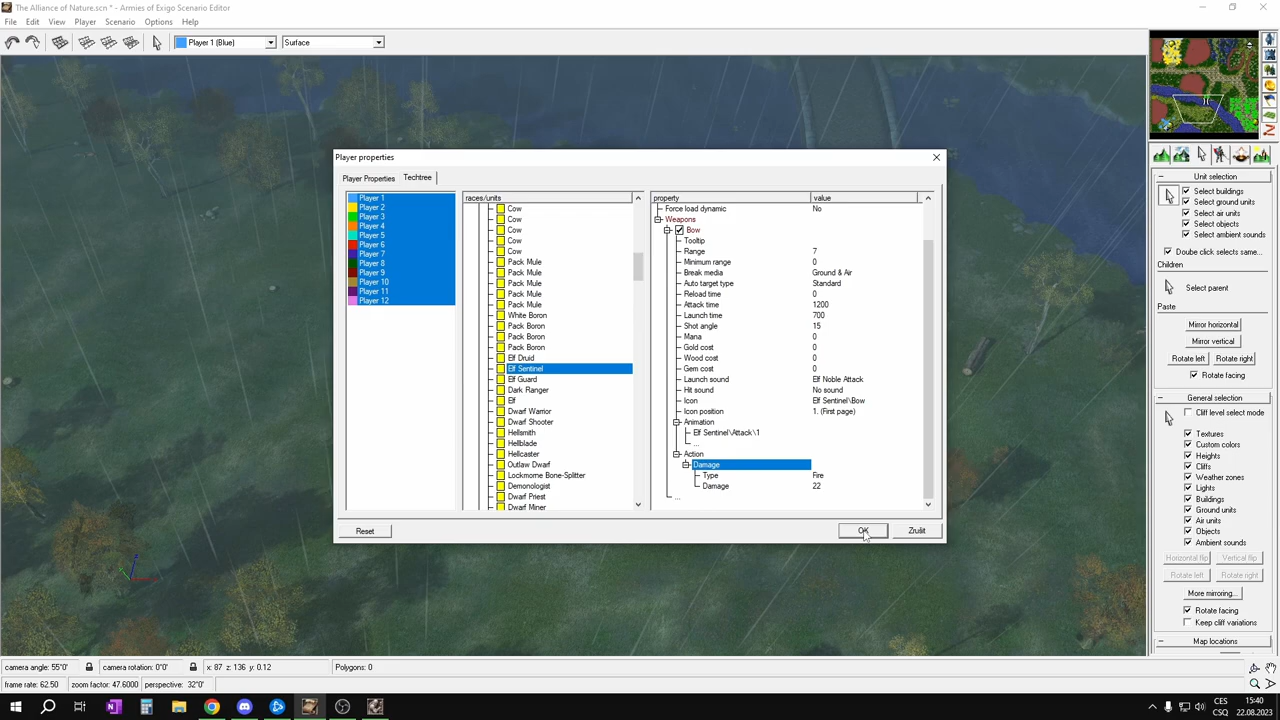 The Alliance of Nature.scn * - Armies of Exigo Scenario Editor
File Edit View Player Scenario Options Help
Player 1 (Blue) Surface
Player properties
Player Properties Techtree
Player 1
Player 2
Player 3
Player 4
Player 5
Player 6
Player 7
Player 8
Player 9
Player 10
Player 11
Player 12
races/units
Cow
Cow
Cow
Cow
Cow
Pack Mule
Pack Mule
Pack Mule
Pack Mule
Pack Mule
White Boron
Pack Boron
Pack Boron
Pack Boron
Elf Druid
Elf Sentinel
Elf Guard
Dark Ranger
Elf
Dwarf Warrior
Dwarf Shooter
Hellsmith
Hellblade
Hellcaster
Outlaw Dwarf
Lockmorne Bone-Splitter
Demonologist
Dwarf Priest
Dwarf Miner
property value
Force load dynamic No
Weapons
Bow
Tooltip
Range 7
Minimum range 0
Break media Ground & Air
Auto target type Standard
Reload time 0
Attack time 1200
Launch time 700
Shot angle 15
Mana 0
Gold cost 0
Wood cost 0
Gem cost 0
Launch sound Elf Noble Attack
Hit sound No sound
Icon Elf Sentinel\Bow
Icon position 1. (First page)
Animation
Elf Sentinel\Attack\1
...
Action
Damage
Type Fire
Damage 22
...
Reset OK Zrušit
Unit selection
Select buildings
Select ground units
Select air units
Select objects
Select ambient sounds
Doube click selects same...
Children
Select parent
Paste
Mirror horizontal
Mirror vertical
Rotate left Rotate right
Rotate facing
General selection
Cliff level select mode
Textures
Custom colors
Heights
Cliffs
Weather zones
Lights
Buildings
Ground units
Air units
Objects
Ambient sounds
Horizontal flip Vertical flip
Rotate left Rotate right
More mirroring...
Rotate facing
Keep cliff variations
Map locations
camera angle: 55°0' camera rotation: 0°0' x: 87 z: 136 y: 0.12 Polygons: 0
frame rate: 62.50 zoom factor: 47.6000 perspective: 32°0'
CES
CSQ
15:40
22.08.2023